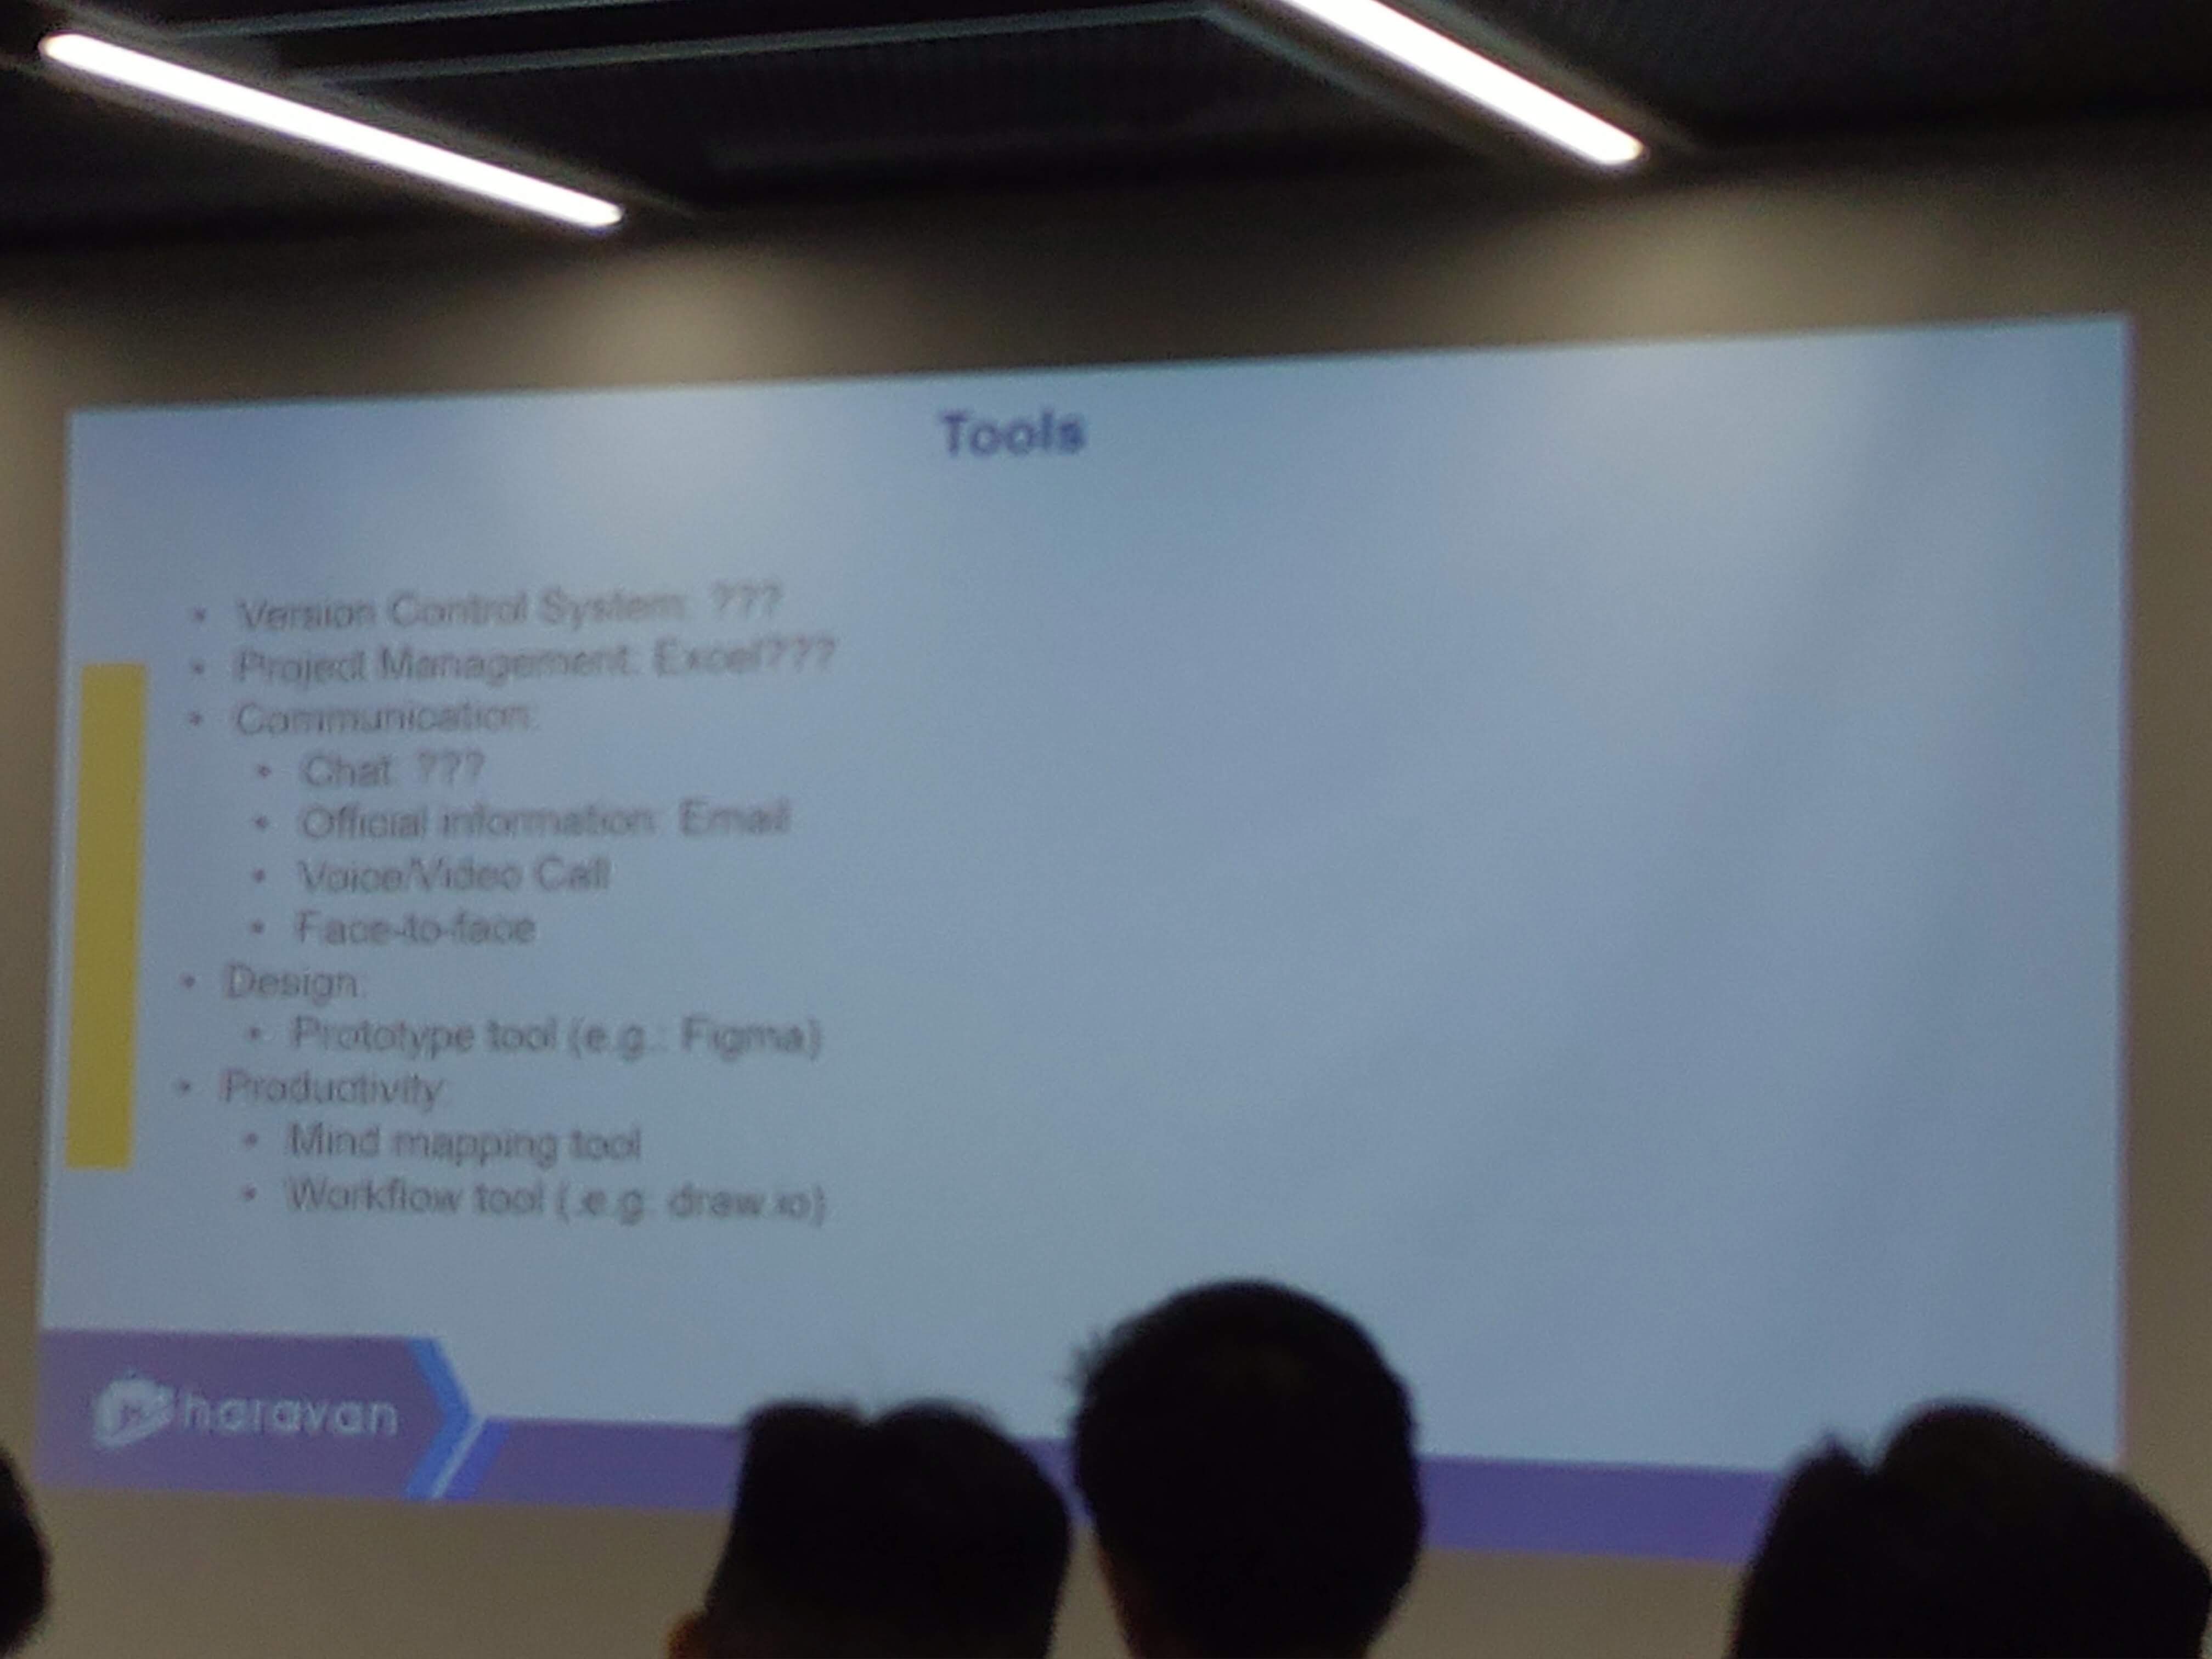 Tools
• Version Control System: ???
• Project Management: Excel???
• Communication:
• Chat: ???
• Official information: Email
• Voice/Video Call
• Face-to-face
• Design:
• Prototype tool (e.g.: Figma)
• Productivity:
• Mind mapping tool
• Workflow tool (.e.g. draw.io)
haravan